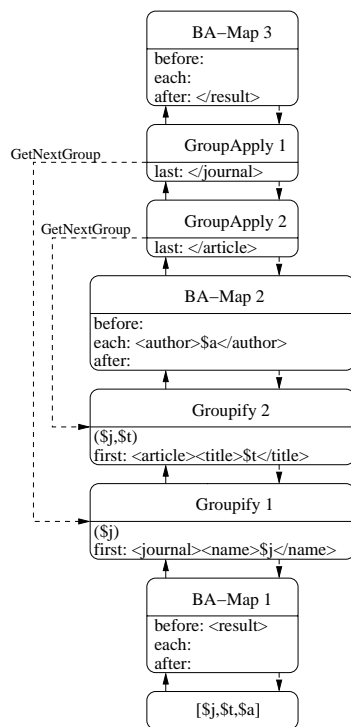 BA−Map 3
before:
each:
after: </result>
GetNextGroup
GroupApply 1
last: </journal>
GetNextGroup
GroupApply 2
last: </article>
BA−Map 2
before:
each: <author>$a</author>
after:
Groupify 2
($j,$t)
first: <article><title>$t</title>
Groupify 1
($j)
first: <journal><name>$j</name>
BA−Map 1
before: <result>
each:
after:
[$j,$t,$a]